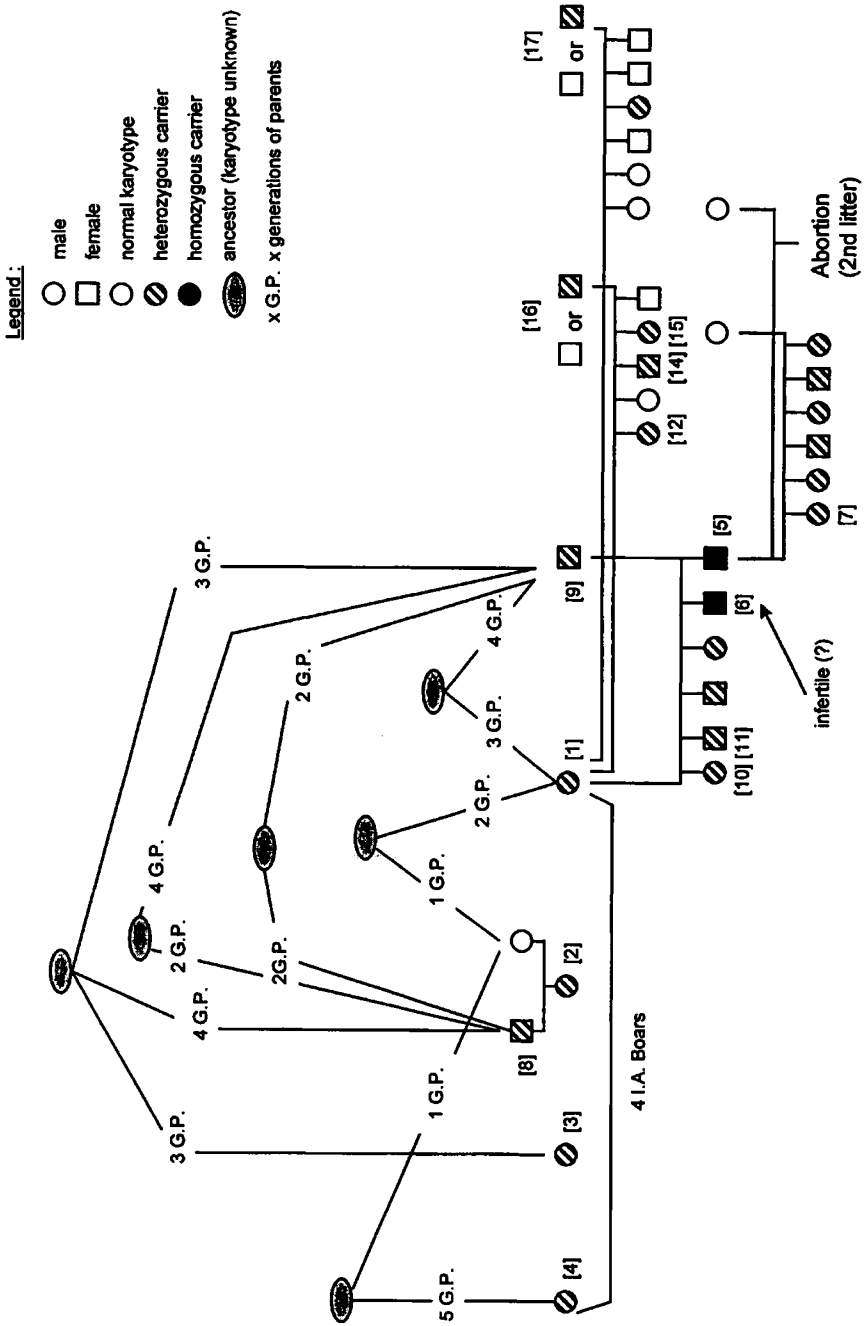 Legend :
male
female
normal karyotype
heterozygous carrier
homozygous carrier
ancestor (karyotype unknown)
x G.P. x generations of parents
3 G.P.
4 G.P.
3 G.P.
4 G.P.
2 G.P.
2G.P.
2 G.P.
1 G.P.
5 G.P.
1 G.P.
2 G.P.
3 G.P.
4 G.P.
[8]
[4]
[3]
[2]
[1]
[9]
[16]
or
[17]
or
4 I.A. Boars
[12]
[14]
[15]
[10]
[11]
[6]
[5]
infertile (?)
[7]
Abortion
(2nd litter)